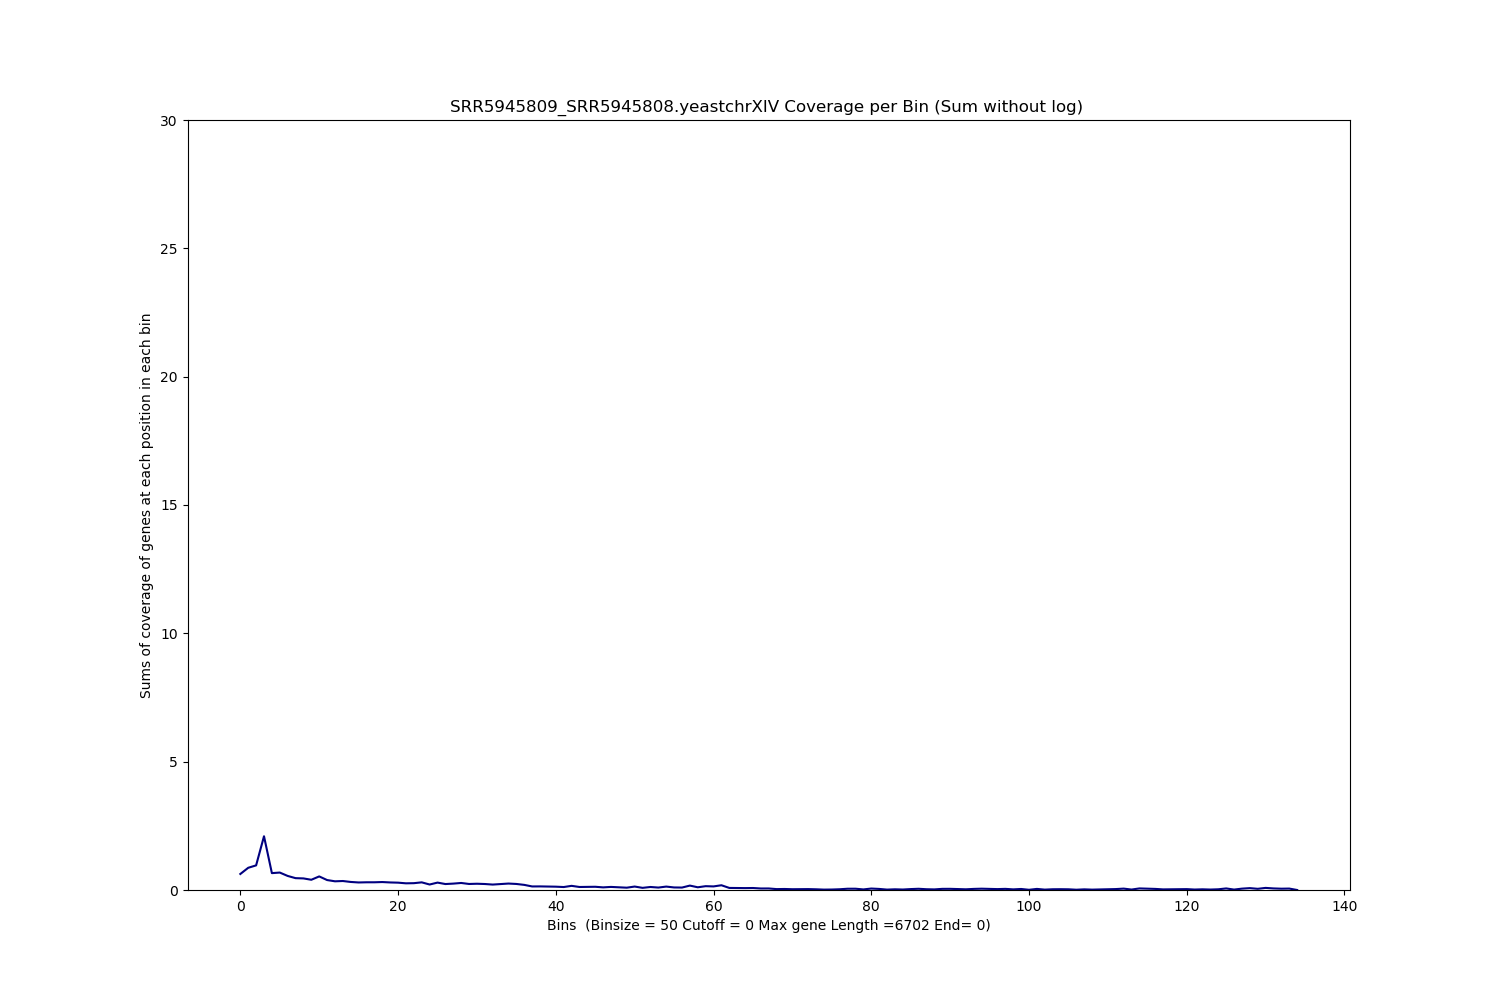 SRR5945809_SRR5945808.yeastchrXIV Coverage per Bin (Sum without log)
30
25
20
15
10
5
0
Sums of coverage of genes at each position in each bin
0 20 40 60 80 100 120 140
Bins  (Binsize = 50 Cutoff = 0 Max gene Length =6702 End= 0)